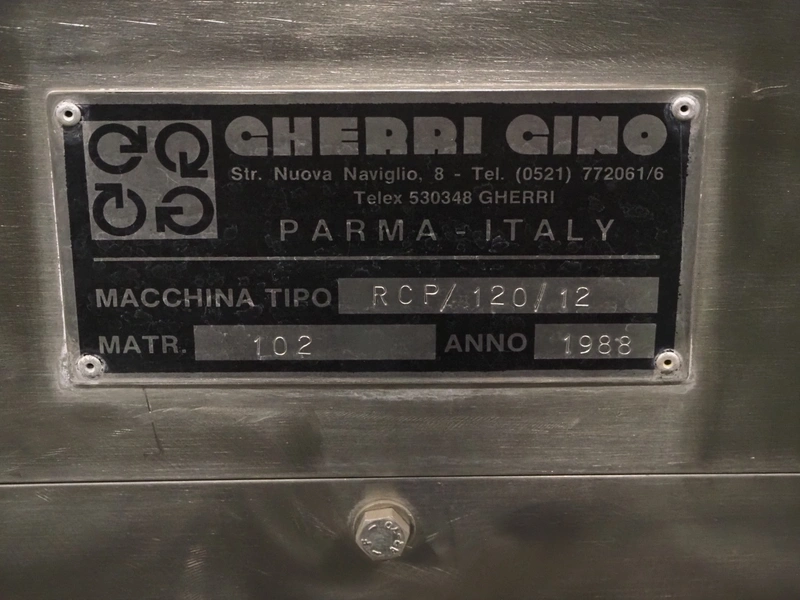 GHERRI GINO
Str. Nuova Naviglio, 8 - Tel. (0521) 772061/6
Telex 530348 GHERRI
PARMA - ITALY
MACCHINA TIPO RCP/120/12
MATR. 102 ANNO 1988